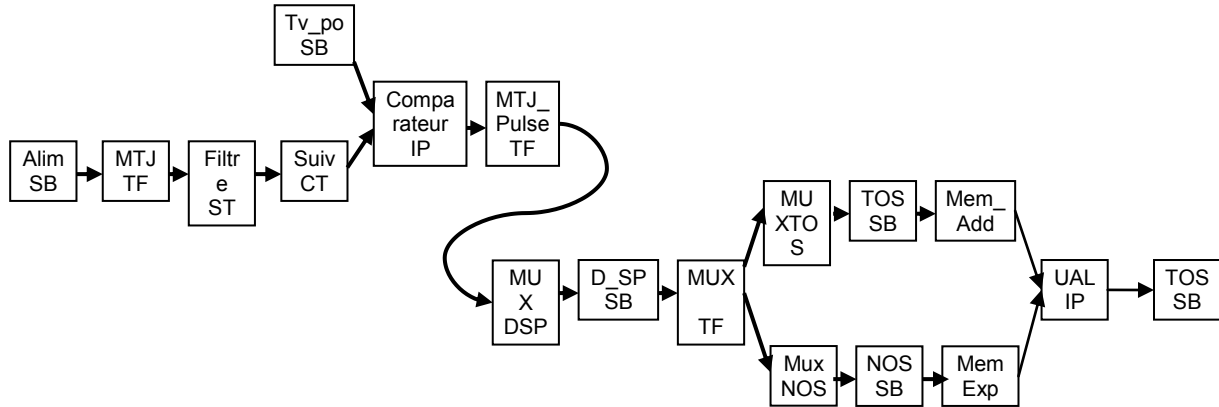 Tv_po
SB
Compa
rateur
IP
MTJ_
Pulse
TF
Alim
SB
MTJ
TF
Filtr
e
ST
Suiv
CT
MU
XTO
S
TOS
SB
Mem_
Add
MU
X
DSP
D_SP
SB
MUX
TF
UAL
IP
TOS
SB
Mux
NOS
NOS
SB
Mem
Exp